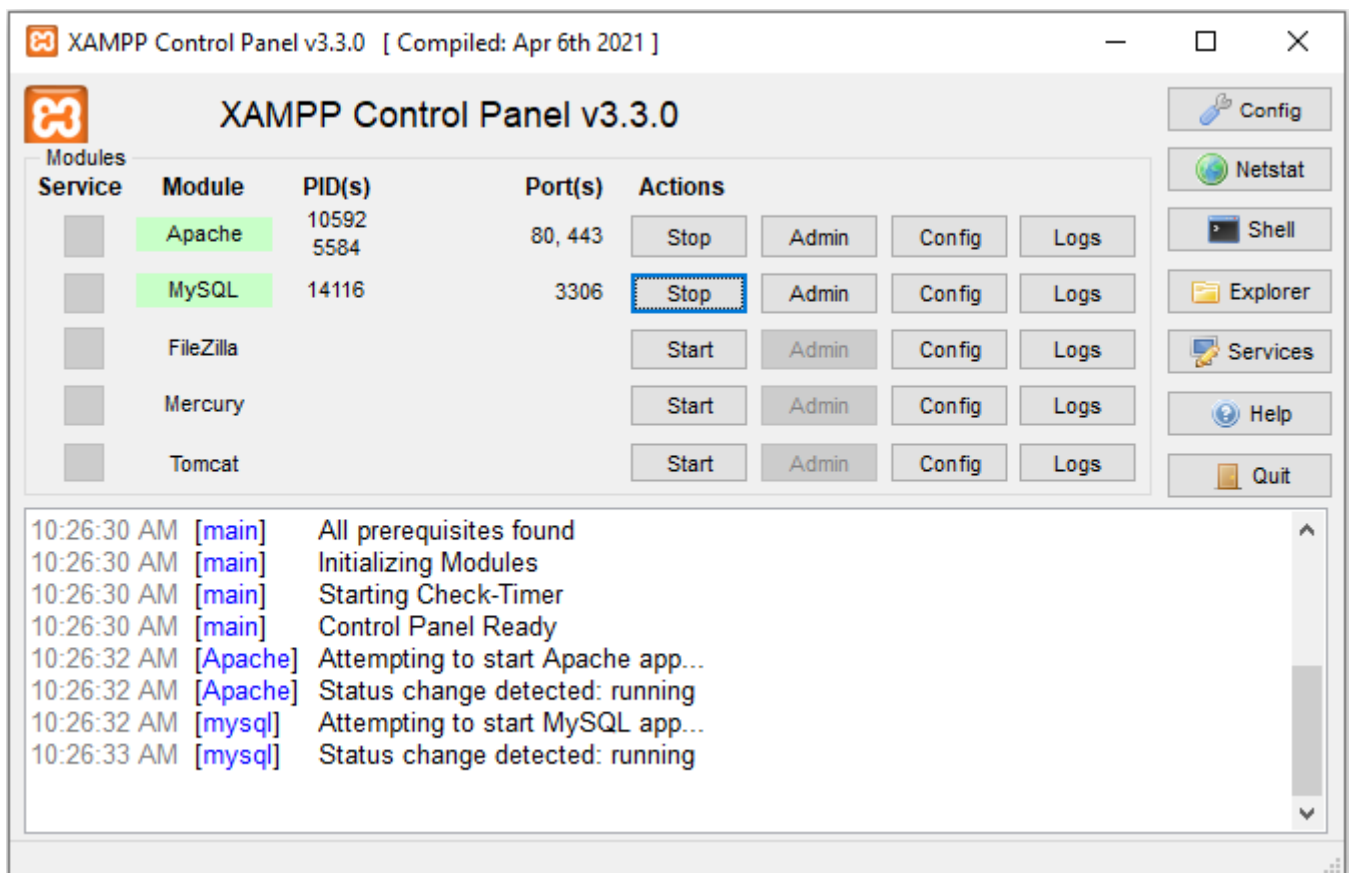 XAMPP Control Panel v3.3.0 [ Compiled: Apr 6th 2021 ]
XAMPP Control Panel v3.3.0
Config
Modules
Netstat
Service Module PID(s) Port(s) Actions
Apache 10592 5584 80, 443 Stop Admin Config Logs
Shell
MySQL 14116 3306 Stop Admin Config Logs
Explorer
FileZilla Start Admin Config Logs
Services
Mercury Start Admin Config Logs
Help
Tomcat Start Admin Config Logs
Quit
10:26:30 AM [main] All prerequisites found
10:26:30 AM [main] Initializing Modules
10:26:30 AM [main] Starting Check-Timer
10:26:30 AM [main] Control Panel Ready
10:26:32 AM [Apache] Attempting to start Apache app...
10:26:32 AM [Apache] Status change detected: running
10:26:32 AM [mysql] Attempting to start MySQL app...
10:26:33 AM [mysql] Status change detected: running